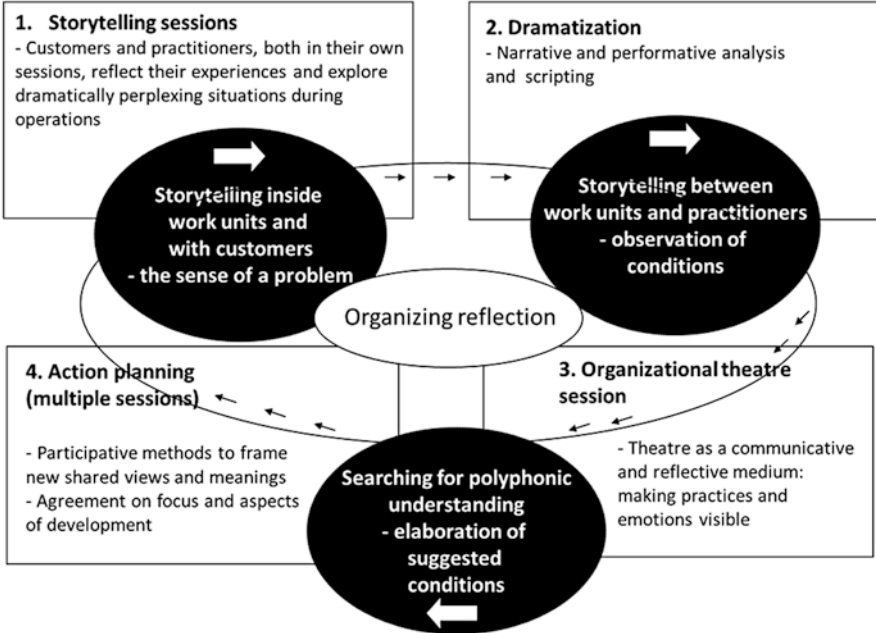 1. Storytelling sessions
- Customers and practitioners, both in their own
sessions, reflect their experiences and explore
dramatically perplexing situations during
operations
2. Dramatization
- Narrative and performative analysis
and scripting
Storytelling inside
work units and
with customers
- the sense of a problem
Storytelling between
work units and practitioners
- observation of
conditions
Organizing reflection
4. Action planning
(multiple sessions)
- Participative methods to frame
new shared views and meanings
- Agreement on focus and aspects
of development
3. Organizational theatre
session
- Theatre as a communicative
and reflective medium:
making practices and
emotions visible
Searching for polyphonic
understanding
- elaboration of
suggested
conditions